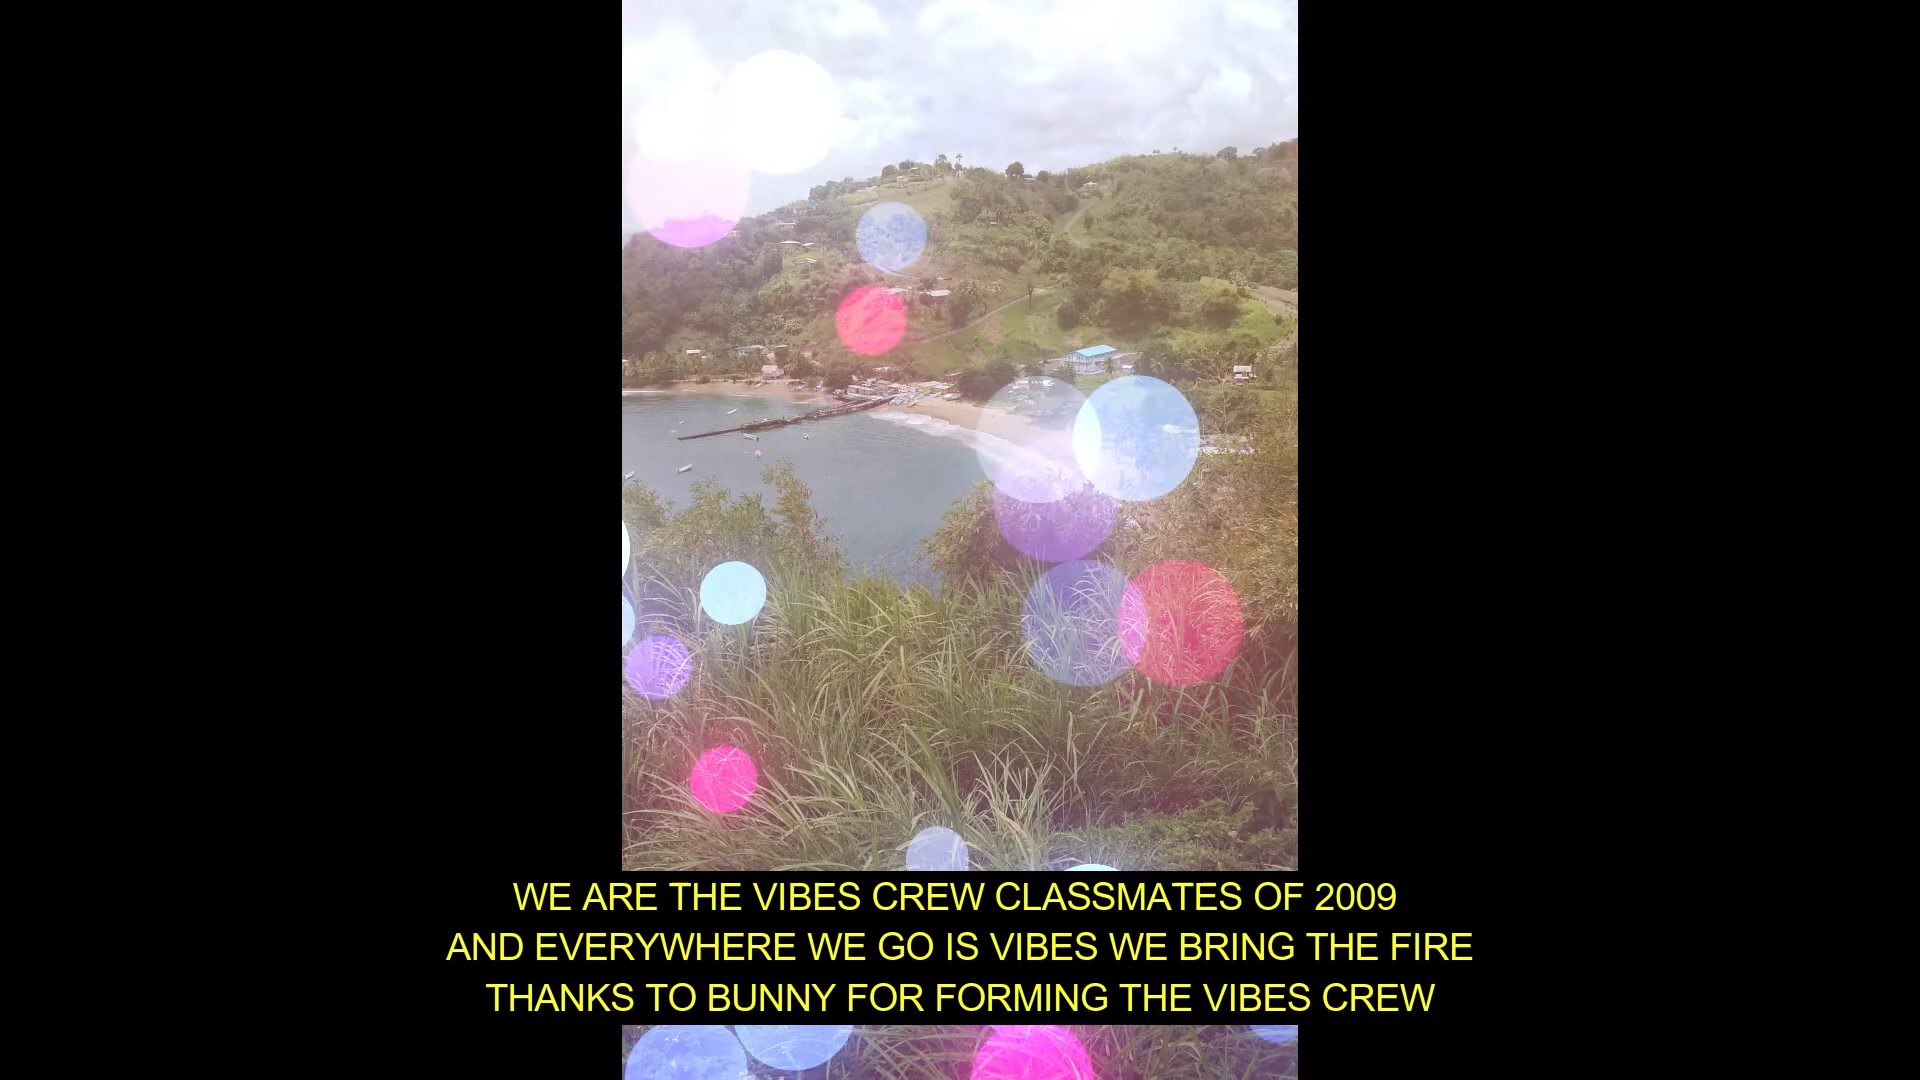 WE ARE THE VIBES CREW CLASSMATES OF 2009
AND EVERYWHERE WE GO IS VIBES WE BRING THE FIRE
THANKS TO BUNNY FOR FORMING THE VIBES CREW